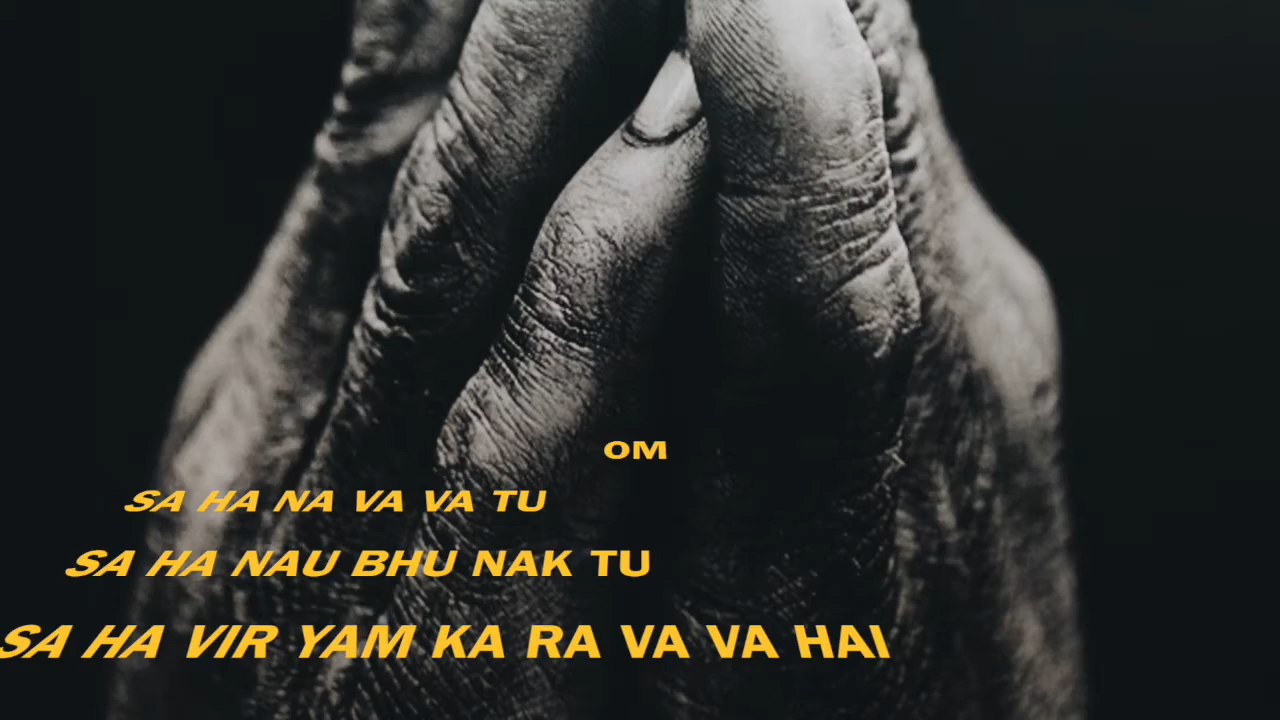 OM
SA HA NA VA VA TU
SA HA NAU BHU NAK TU
SA HA VIR YAM KA RA VA VA HAI